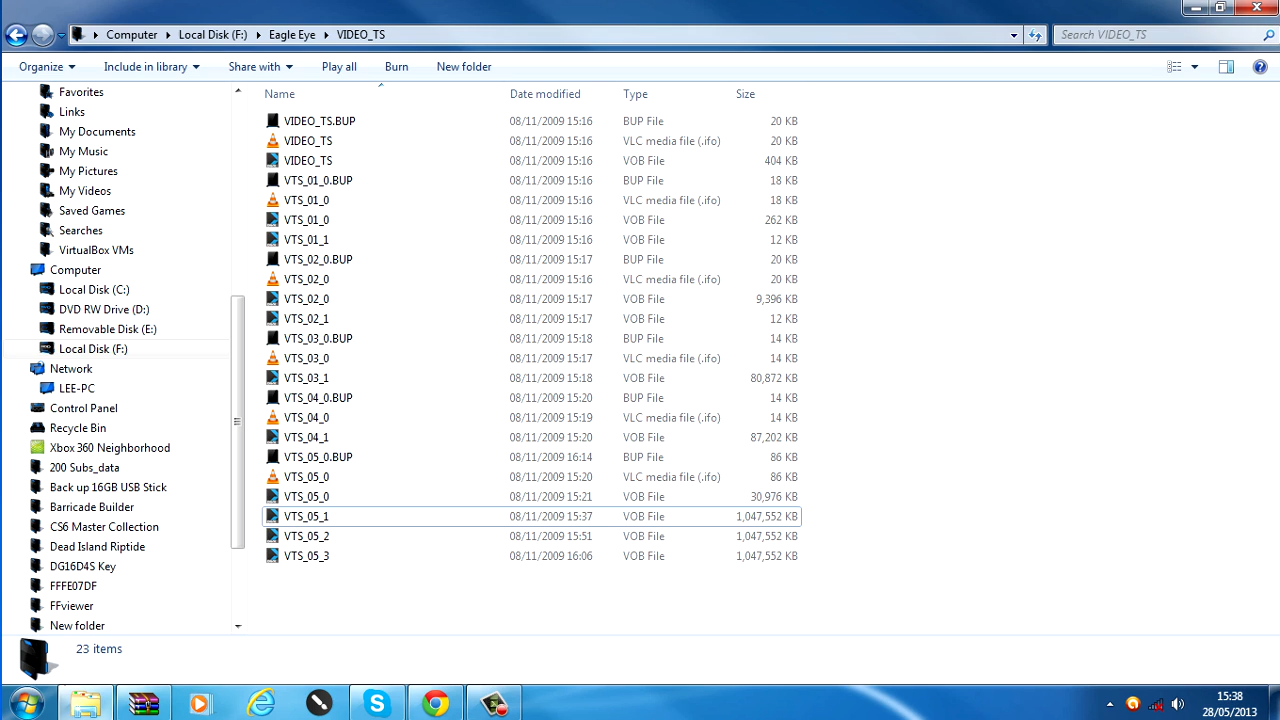 Computer Local Disk (F:) Eagle Eye VIDEO_TS Search VIDEO_TS
Organize Include in library Share with Play all Burn New folder
Favorites
Links
My Documents
My Music
My Pictures
My Videos
Saved Games
Searches
VirtualBox VMs
Computer
Local Disk (C:)
DVD RW Drive (D:)
Removable Disk (E:)
Local Disk (F:)
Network
LEE-PC
Control Panel
Recycle Bin
Xbox 360 Neighborhood
200 Subs_data
Back up 16GB USB Stick
Barricade Builder
CS6 Master Collection
Dead Island Riptide
DG16D4S Key
FFFE07DF
FFviewer
New folder
Name Date modified Type Size
VIDEO_TS.BUP 08/11/2009 15:16 BUP File 20 KB
VIDEO_TS 08/11/2009 15:16 VLC media file (.ifo) 20 KB
VIDEO_TS 08/11/2009 15:16 VOB File 404 KB
VTS_01_0.BUP 08/11/2009 15:16 BUP File 18 KB
VTS_01_0 08/11/2009 15:16 VLC media file (.ifo) 18 KB
VTS_01_0 08/11/2009 15:16 VOB File 262 KB
VTS_01_1 08/11/2009 15:16 VOB File 12 KB
VTS_02_0.BUP 08/11/2009 15:17 BUP File 20 KB
VTS_02_0 08/11/2009 15:16 VLC media file (.ifo) 20 KB
VTS_02_0 08/11/2009 15:17 VOB File 9,396 KB
VTS_02_1 08/11/2009 15:17 VOB File 12 KB
VTS_03_0.BUP 08/11/2009 15:18 BUP File 14 KB
VTS_03_0 08/11/2009 15:17 VLC media file (.ifo) 14 KB
VTS_03_1 08/11/2009 15:18 VOB File 80,872 KB
VTS_04_0.BUP 08/11/2009 15:20 BUP File 14 KB
VTS_04_0 08/11/2009 15:19 VLC media file (.ifo) 14 KB
VTS_04_1 08/11/2009 15:20 VOB File 87,202 KB
VTS_05_0.BUP 08/11/2009 16:14 BUP File 86 KB
VTS_05_0 08/11/2009 15:20 VLC media file (.ifo) 86 KB
VTS_05_0 08/11/2009 15:21 VOB File 30,976 KB
VTS_05_1 08/11/2009 15:37 VOB File 1,047,552 KB
VTS_05_2 08/11/2009 15:51 VOB File 1,047,552 KB
VTS_05_3 08/11/2009 16:06 VOB File 1,047,552 KB
23 items
15:38
28/05/2013